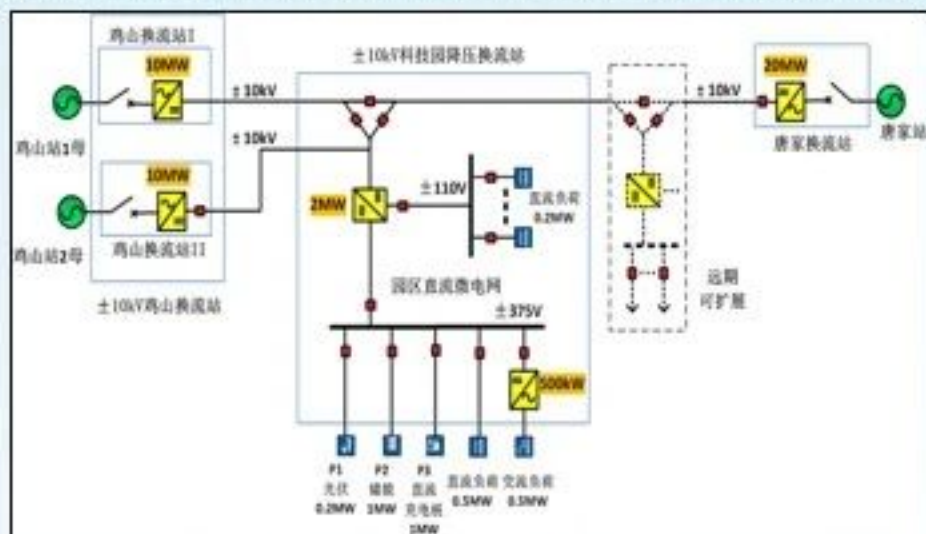 鸡山换流站I
10MW
±10kV
鸡山站1母
±10kV
10MW
鸡山站2母
鸡山换流站II
±10kV鸡山换流站
±10kV科技园降压换流站
2MW
±110V
直流负荷
0.2MW
园区直流微电网
±375V
500kW
P1
光伏
0.2MW
P2
储能
1MW
P3
直流
充电桩
1MW
直流负荷
0.5MW
交流负荷
0.5MW
远期
可扩展
±10kV
20MW
唐家换流站
唐家站